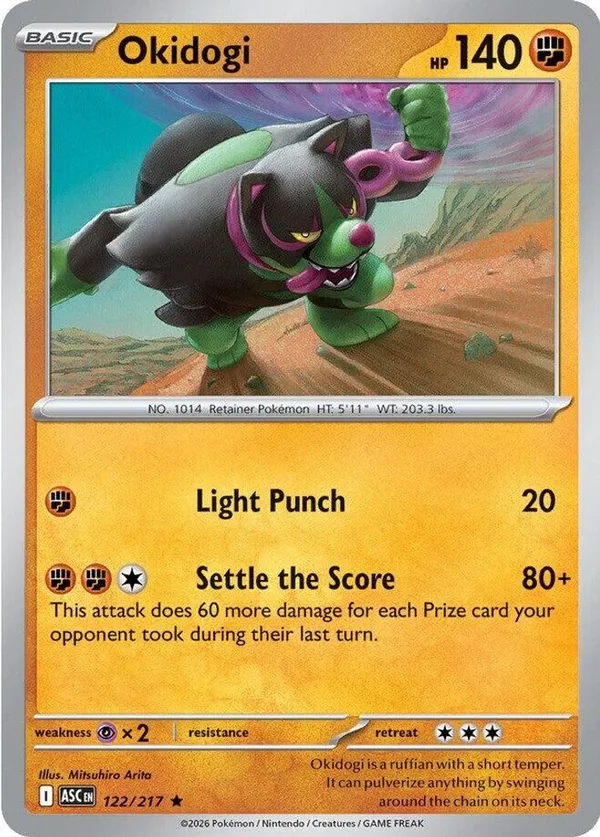 BASIC Okidogi HP 140
NO. 1014 Retainer Pokémon HT: 5'11" WT: 203.3 lbs.
Light Punch 20
Settle the Score 80+
This attack does 60 more damage for each Prize card your
opponent took during their last turn.
weakness ×2 resistance retreat
Illus. Mitsuhiro Arita
Okidogi is a ruffian with a short temper.
It can pulverize anything by swinging
around the chain on its neck.
I ASC EN 122/217 ★
©2026 Pokémon / Nintendo / Creatures / GAME FREAK